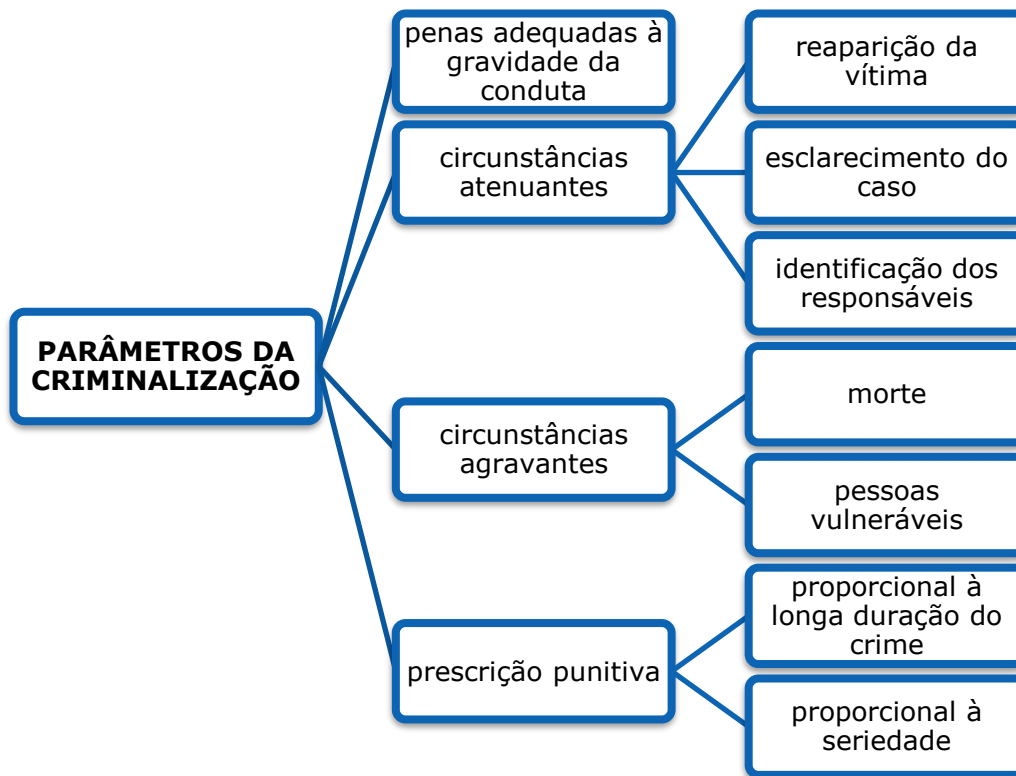 PARÂMETROS DA
CRIMINALIZAÇÃO
penas adequadas à
gravidade da
conduta
circunstâncias
atenuantes
reaparição da
vítima
esclarecimento do
caso
identificação dos
responsáveis
circunstâncias
agravantes
morte
pessoas
vulneráveis
prescrição punitiva
proporcional à
longa duração do
crime
proporcional à
seriedade